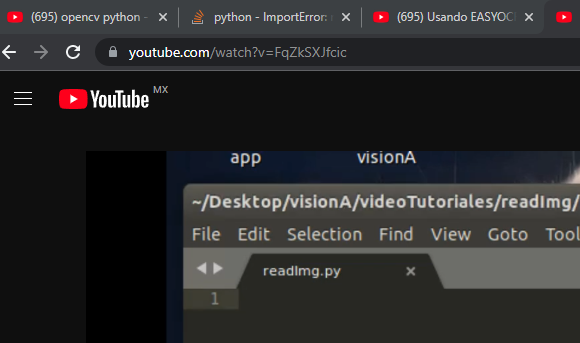 (695) opencv python -
python - ImportError:
(695) Usando EASYOC
youtube.com/watch?v=FqZkSXJfcic
YouTube MX
app visionA
~/Desktop/visionA/videoTutoriales/readImg/
File Edit Selection Find View Goto Tool
readImg.py
1